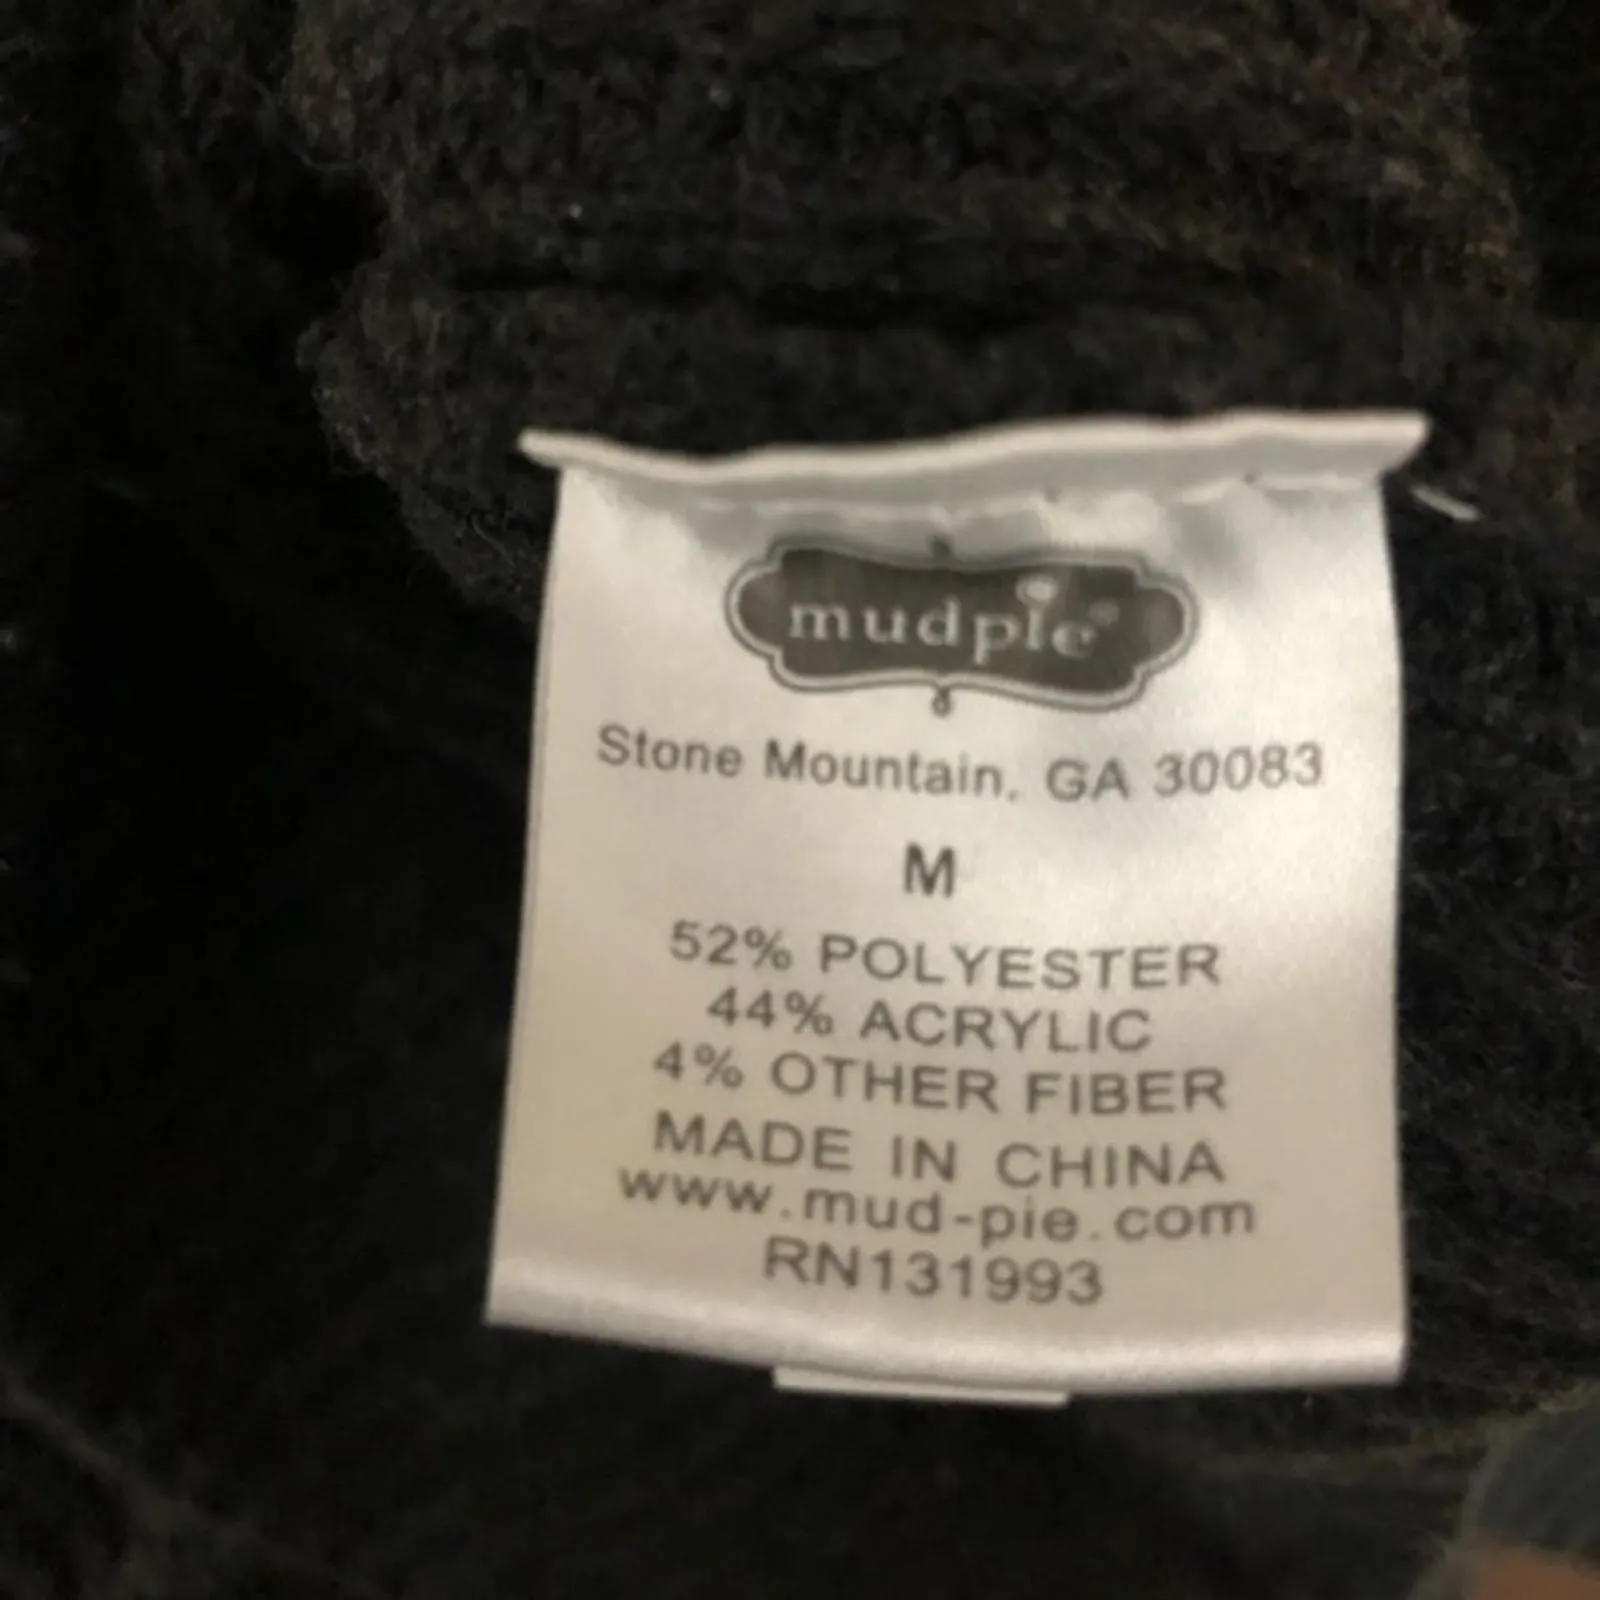 mudpie
Stone Mountain, GA 30083
M
52% POLYESTER
44% ACRYLIC
4% OTHER FIBER
MADE IN CHINA
www.mud-pie.com
RN131993